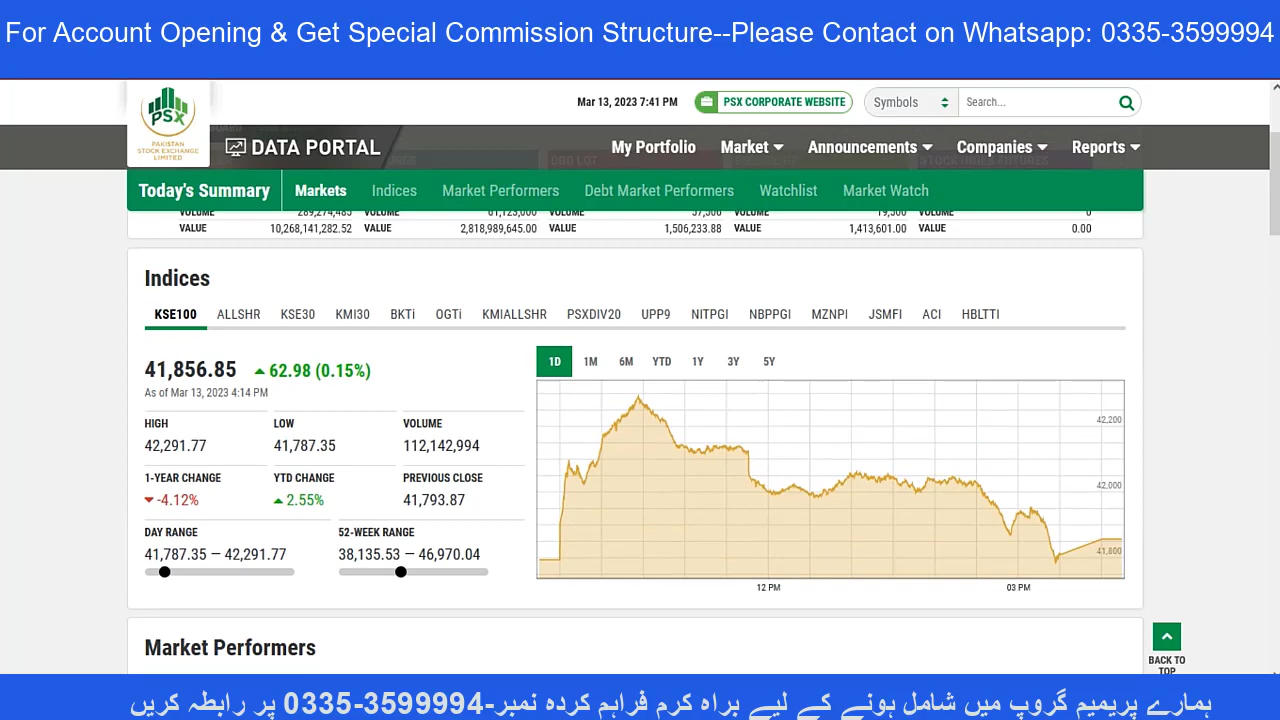 For Account Opening & Get Special Commission Structure--Please Contact on Whatsapp: 0335-3599994
PSX
PAKISTAN
STOCK EXCHANGE
LIMITED
Mar 13, 2023 7:41 PM
PSX CORPORATE WEBSITE
Symbols
Search...
DATA PORTAL
My Portfolio
Market
Announcements
Companies
Reports
Today's Summary
Markets
Indices
Market Performers
Debt Market Performers
Watchlist
Market Watch
VOLUME 289,274,485 VOLUME 61,123,000 VOLUME 57,500 VOLUME 19,500 VOLUME 0
VALUE 10,268,141,282.52 VALUE 2,818,989,645.00 VALUE 1,506,233.88 VALUE 1,413,601.00 VALUE 0.00
Indices
KSE100 ALLSHR KSE30 KMI30 BKTi OGTi KMIALLSHR PSXDIV20 UPP9 NITPGI NBPPGI MZNPI JSMFI ACI HBLTTI
41,856.85 62.98 (0.15%)
As of Mar 13, 2023 4:14 PM
HIGH LOW VOLUME
42,291.77 41,787.35 112,142,994
1-YEAR CHANGE YTD CHANGE PREVIOUS CLOSE
-4.12% 2.55% 41,793.87
DAY RANGE 52-WEEK RANGE
41,787.35 — 42,291.77 38,135.53 — 46,970.04
1D 1M 6M YTD 1Y 3Y 5Y
42,200
42,000
41,800
12 PM 03 PM
Market Performers
BACK TO
TOP
ہمارے پریمیم گروپ میں شامل ہونے کے لیے براہ کرم فراہم کردہ نمبر-0335-3599994 پر رابطہ کریں